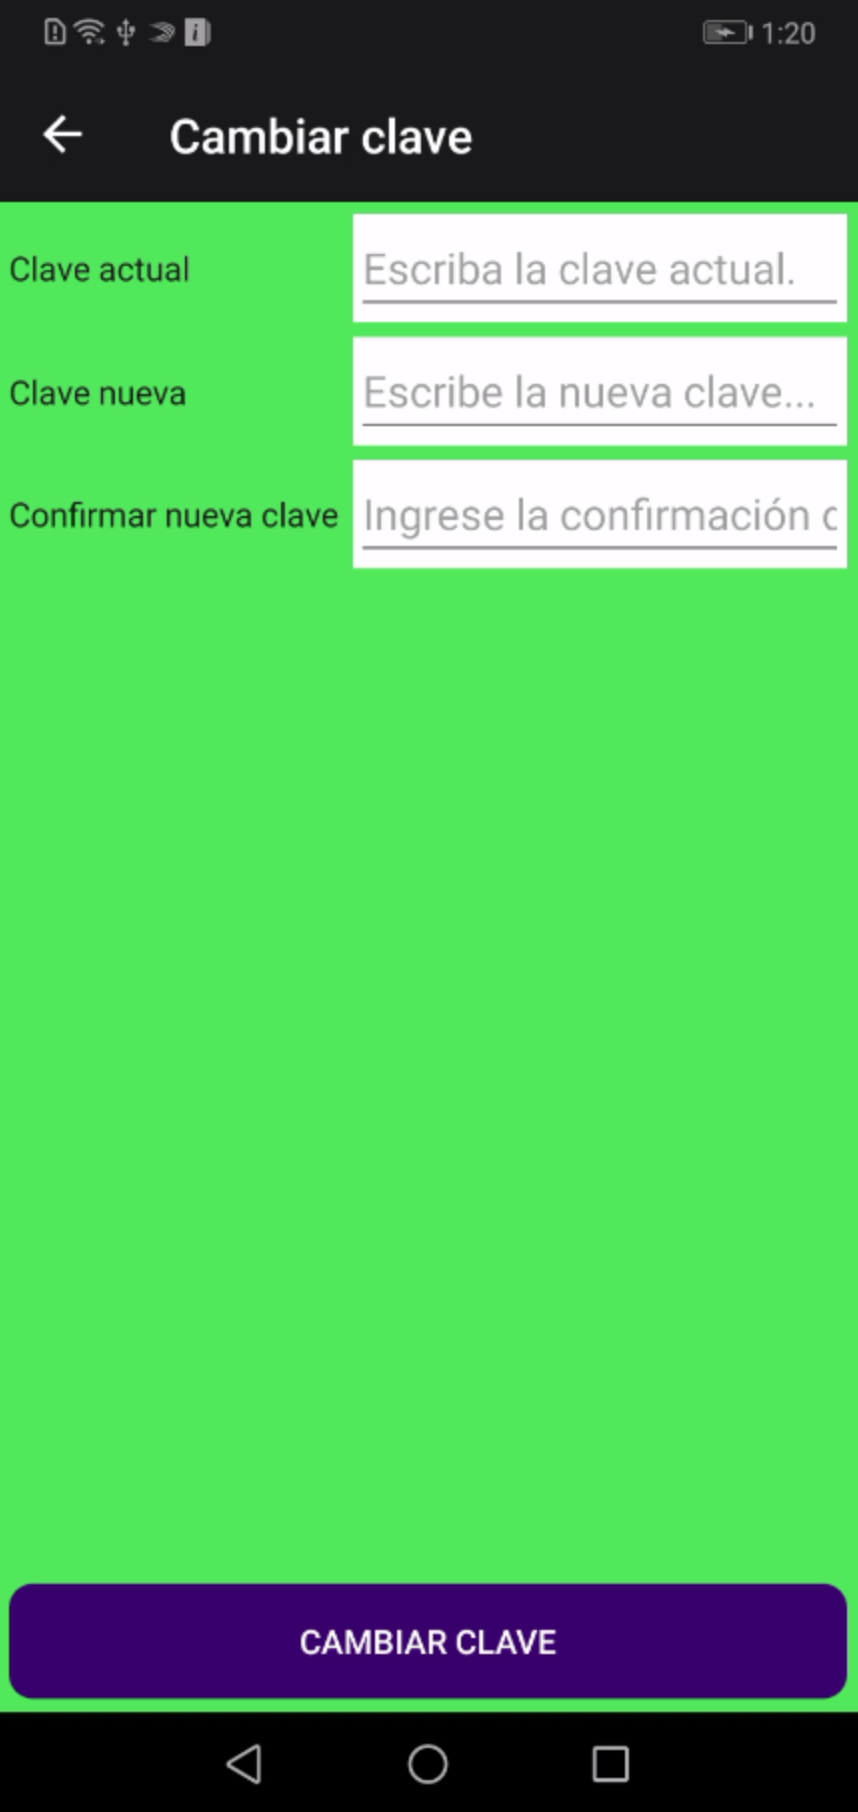 1:20
Cambiar clave
Clave actual Escriba la clave actual.
Clave nueva Escribe la nueva clave...
Confirmar nueva clave Ingrese la confirmación
CAMBIAR CLAVE